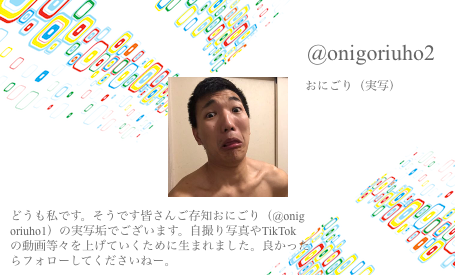 @onigoriuho2
おにごり（実写）
どうも私です。そうです皆さんご存知おにごり（@onig
oriuho1）の実写垢でございます。自撮り写真やTikTok
の動画等々を上げていくために生まれました。良かった
らフォローしてくださいねー。